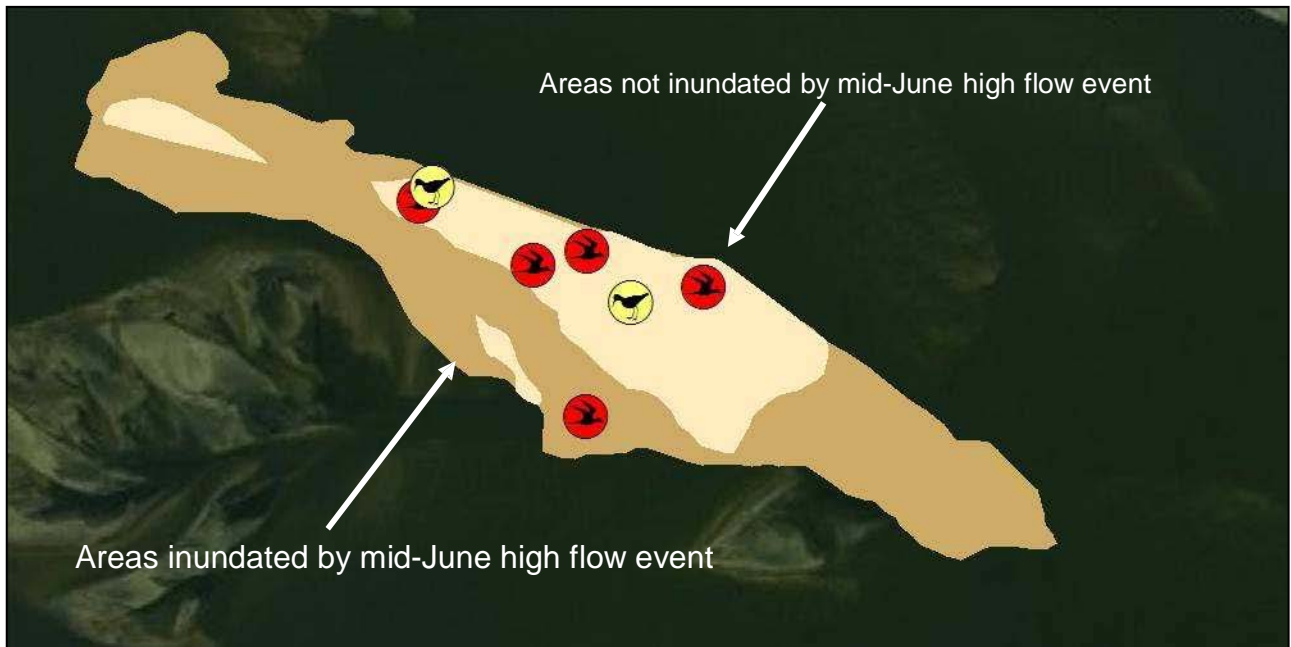 Areas not inundated by mid-June high flow event
Areas inundated by mid-June high flow event